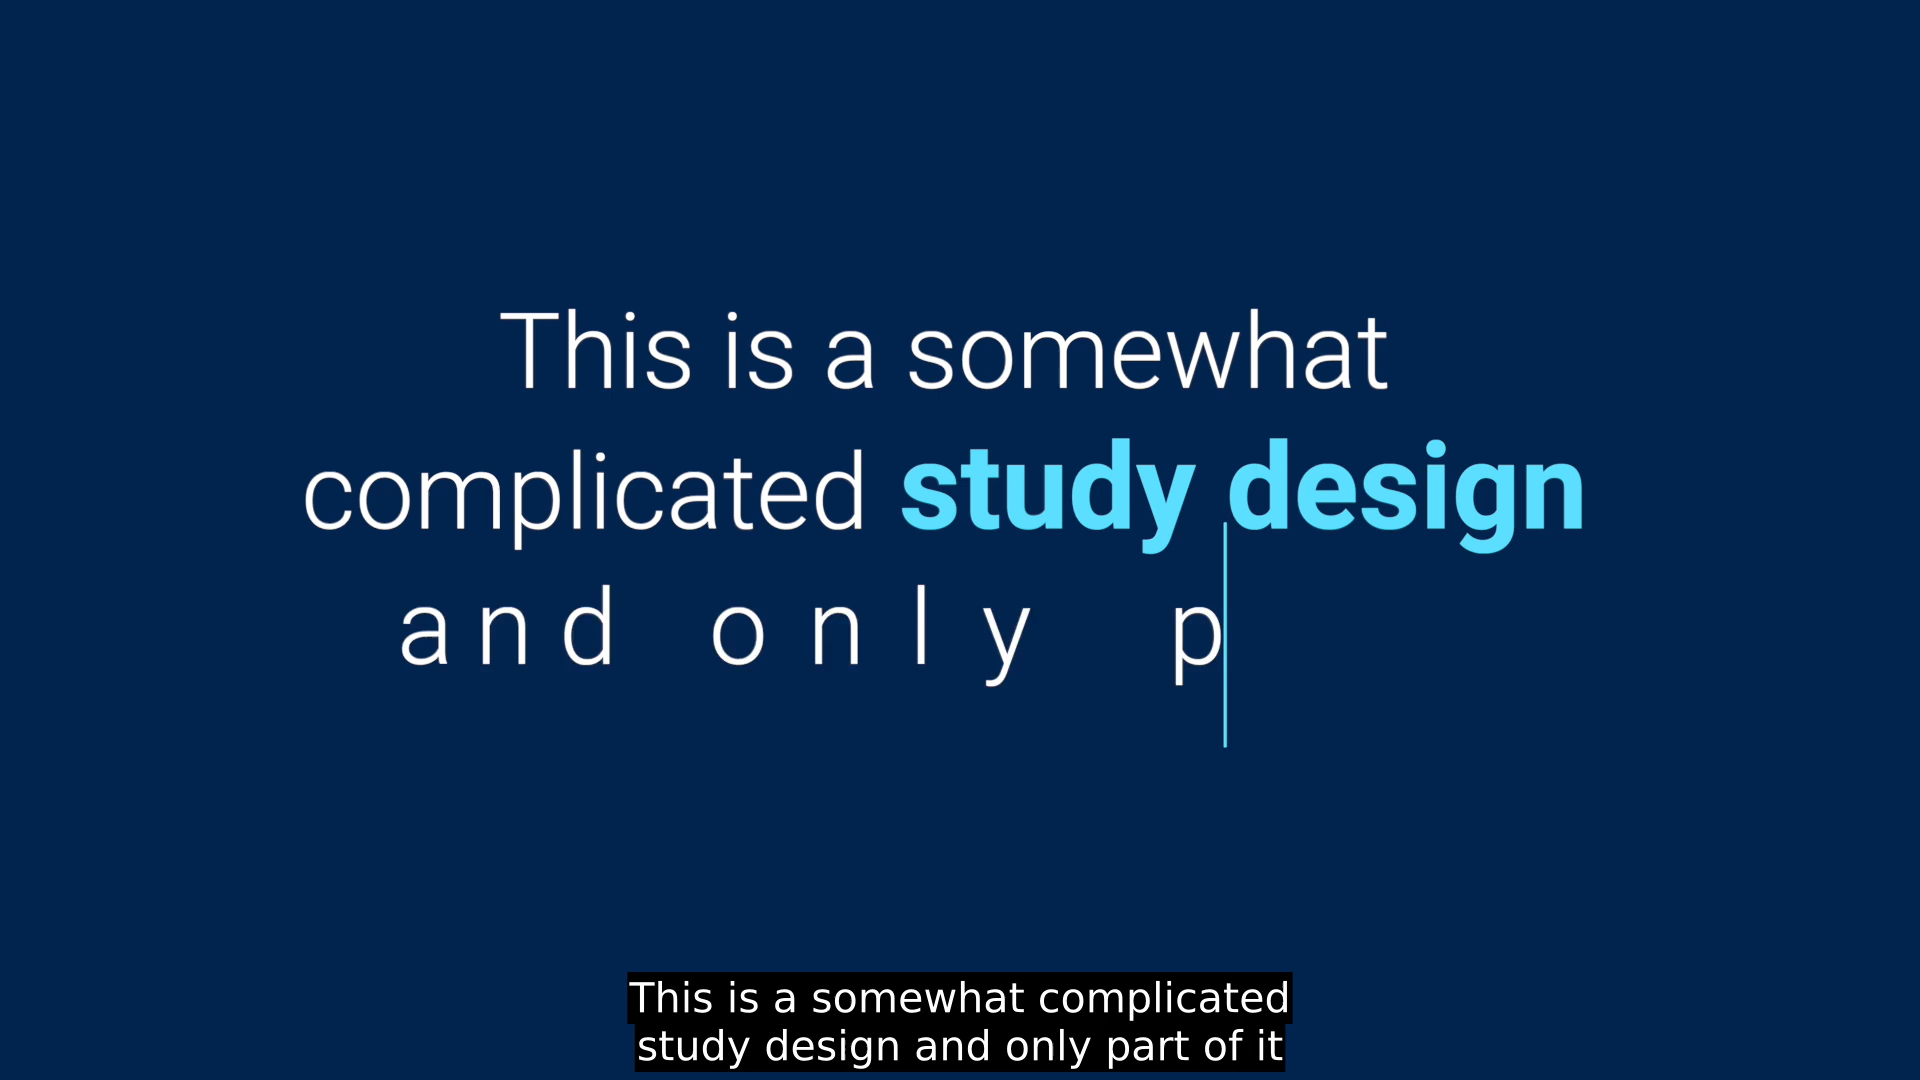 This is a somewhat
complicated study design
and only p
This is a somewhat complicated
study design and only part of it